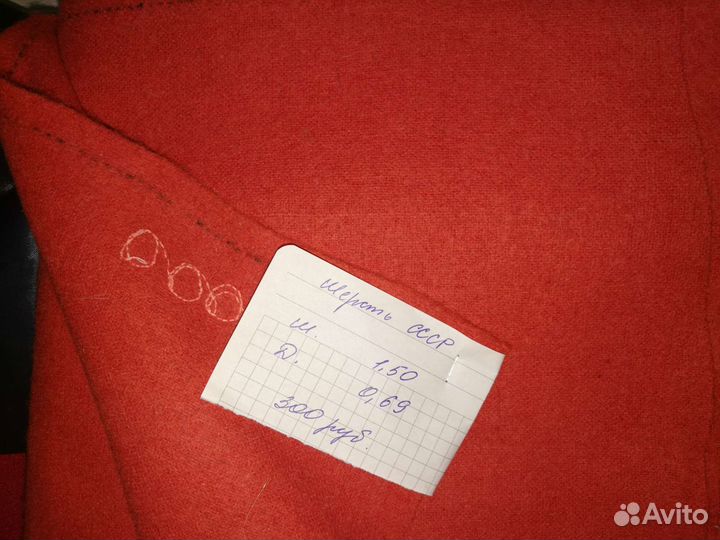 Шерсть СССР
Ш. 1,50
Д. 0,69
300 руб.
Avito